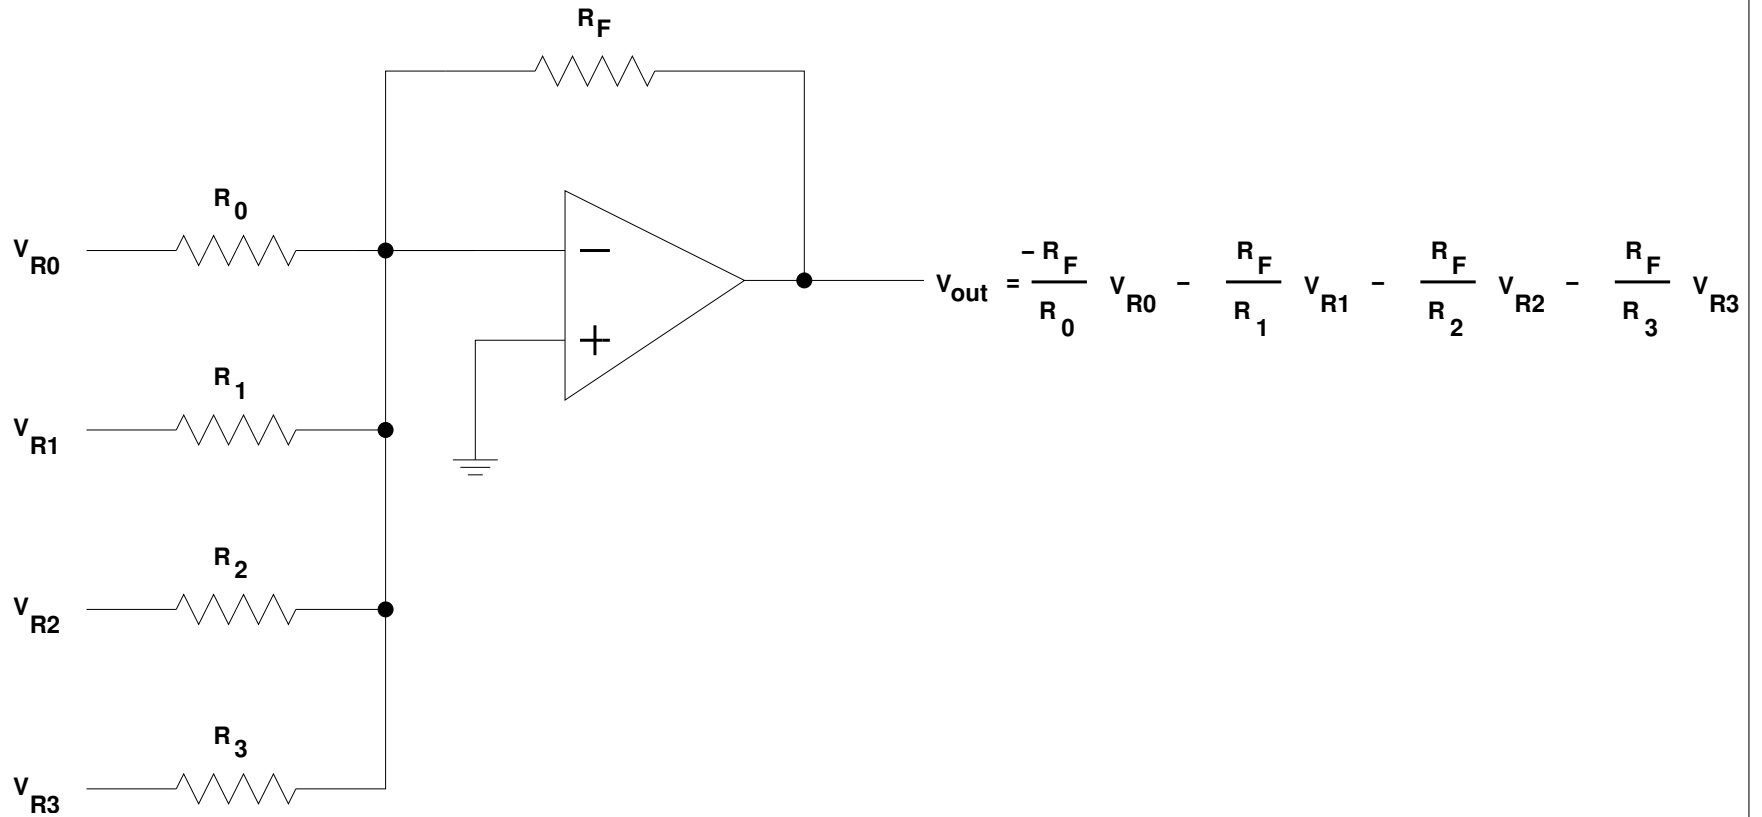 R_F
R_0
V_R0
− +
V_out = −R_F/R_0 V_R0 − R_F/R_1 V_R1 − R_F/R_2 V_R2 − R_F/R_3 V_R3
R_1
V_R1
R_2
V_R2
R_3
V_R3